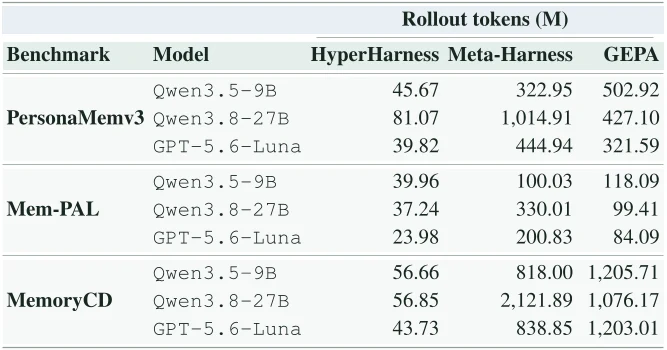 Rollout tokens (M)
Benchmark Model HyperHarness Meta-Harness GEPA
Qwen3.5-9B 45.67 322.95 502.92
PersonaMemv3 Qwen3.8-27B 81.07 1,014.91 427.10
GPT-5.6-Luna 39.82 444.94 321.59
Qwen3.5-9B 39.96 100.03 118.09
Mem-PAL Qwen3.8-27B 37.24 330.01 99.41
GPT-5.6-Luna 23.98 200.83 84.09
Qwen3.5-9B 56.66 818.00 1,205.71
MemoryCD Qwen3.8-27B 56.85 2,121.89 1,076.17
GPT-5.6-Luna 43.73 838.85 1,203.01